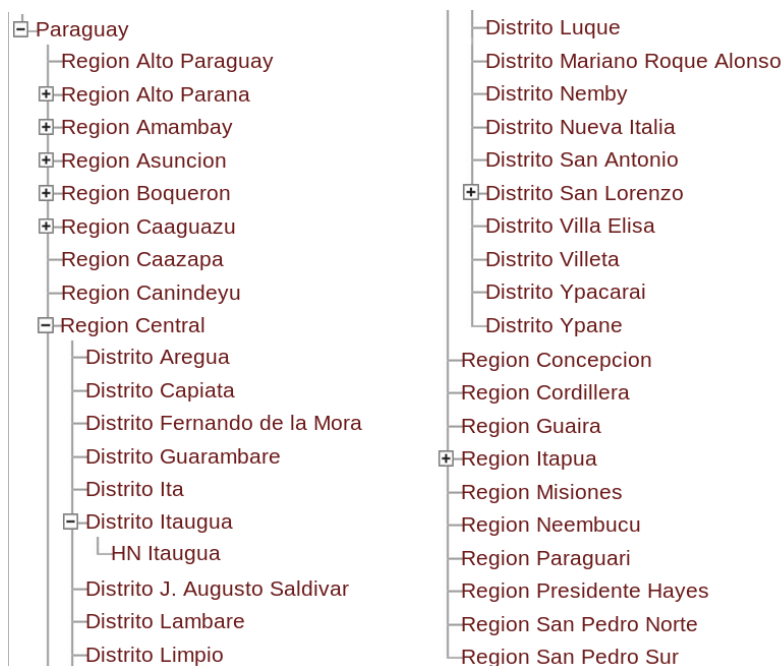 Paraguay
Region Alto Paraguay
Region Alto Parana
Region Amambay
Region Asuncion
Region Boqueron
Region Caaguazu
Region Caazapa
Region Canindeyu
Region Central
Distrito Aregua
Distrito Capiata
Distrito Fernando de la Mora
Distrito Guarambare
Distrito Ita
Distrito Itaugua
HN Itaugua
Distrito J. Augusto Saldivar
Distrito Lambare
Distrito Limpio
Distrito Luque
Distrito Mariano Roque Alonso
Distrito Nemby
Distrito Nueva Italia
Distrito San Antonio
Distrito San Lorenzo
Distrito Villa Elisa
Distrito Villeta
Distrito Ypacarai
Distrito Ypane
Region Concepcion
Region Cordillera
Region Guaira
Region Itapua
Region Misiones
Region Neembucu
Region Paraguari
Region Presidente Hayes
Region San Pedro Norte
Region San Pedro Sur